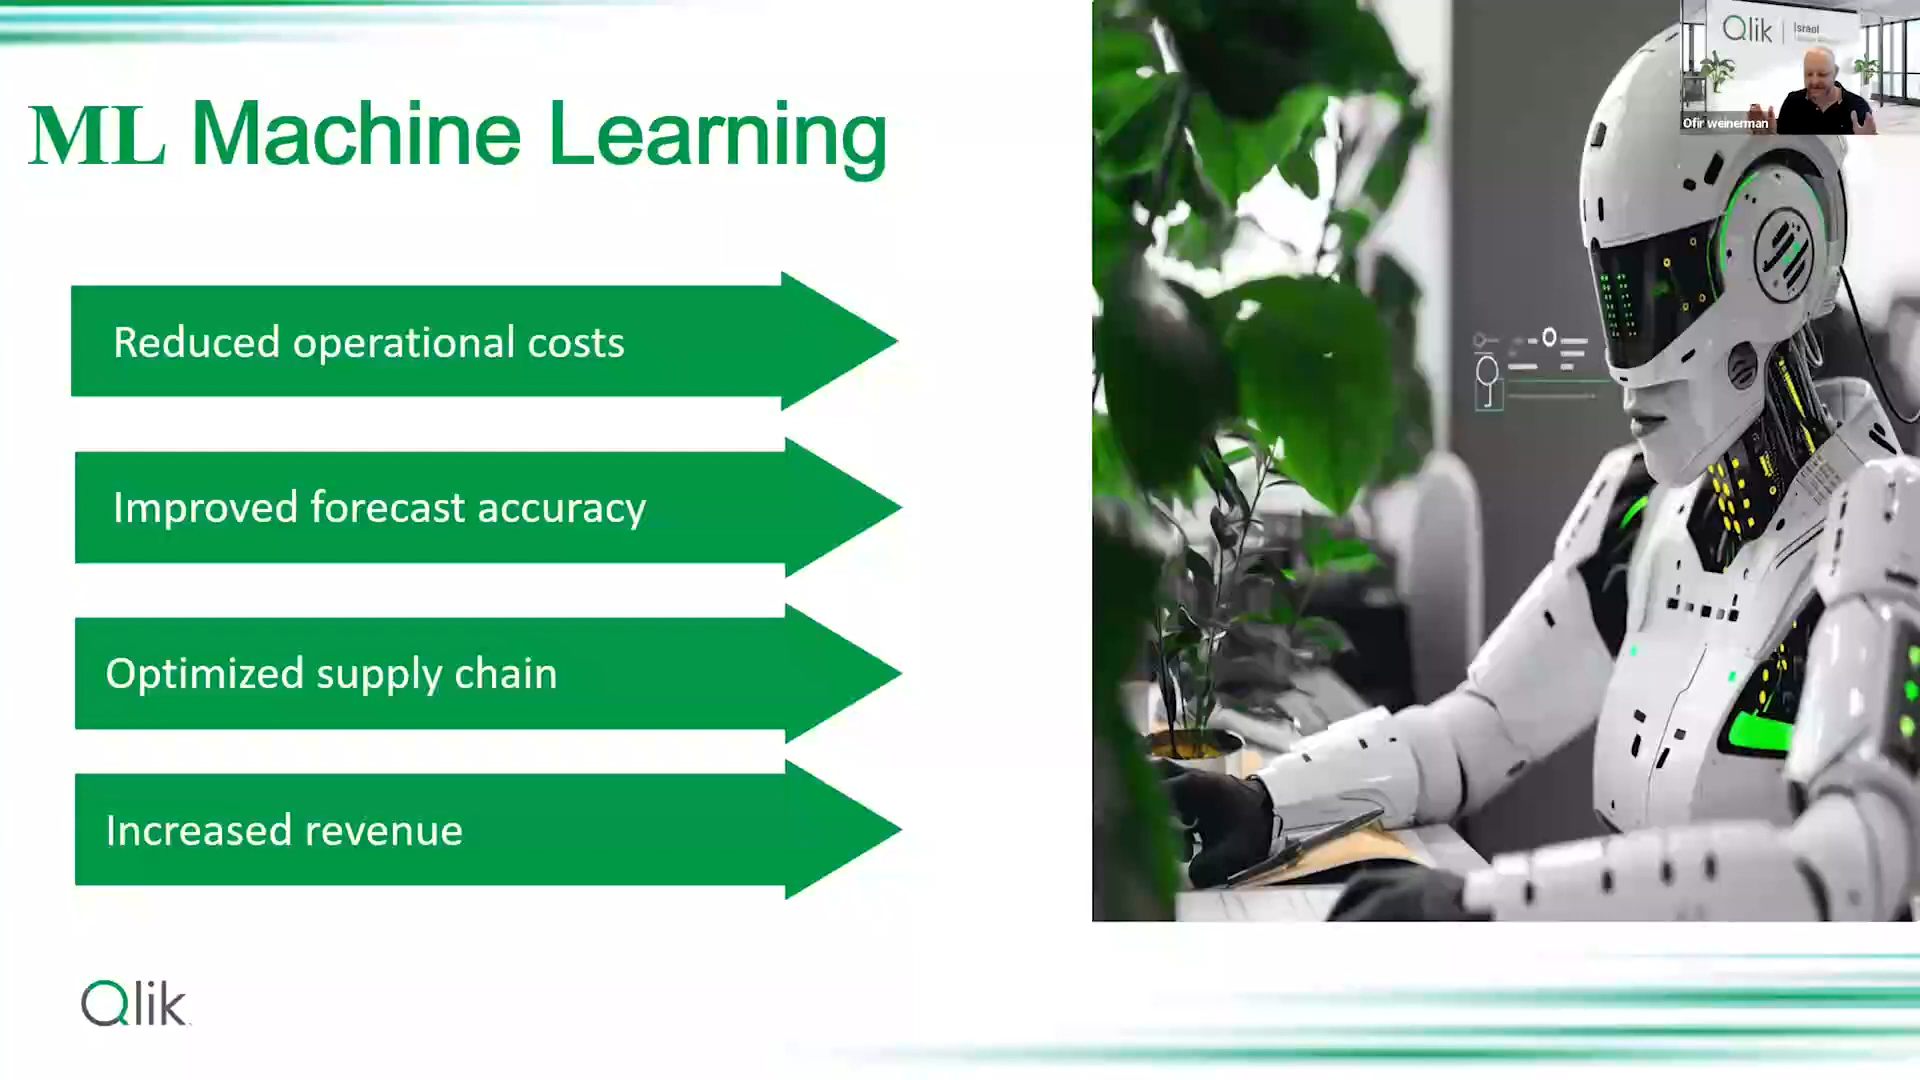 Qlik Israel
Ofir weinerman
ML Machine Learning
Reduced operational costs
Improved forecast accuracy
Optimized supply chain
Increased revenue
Qlik